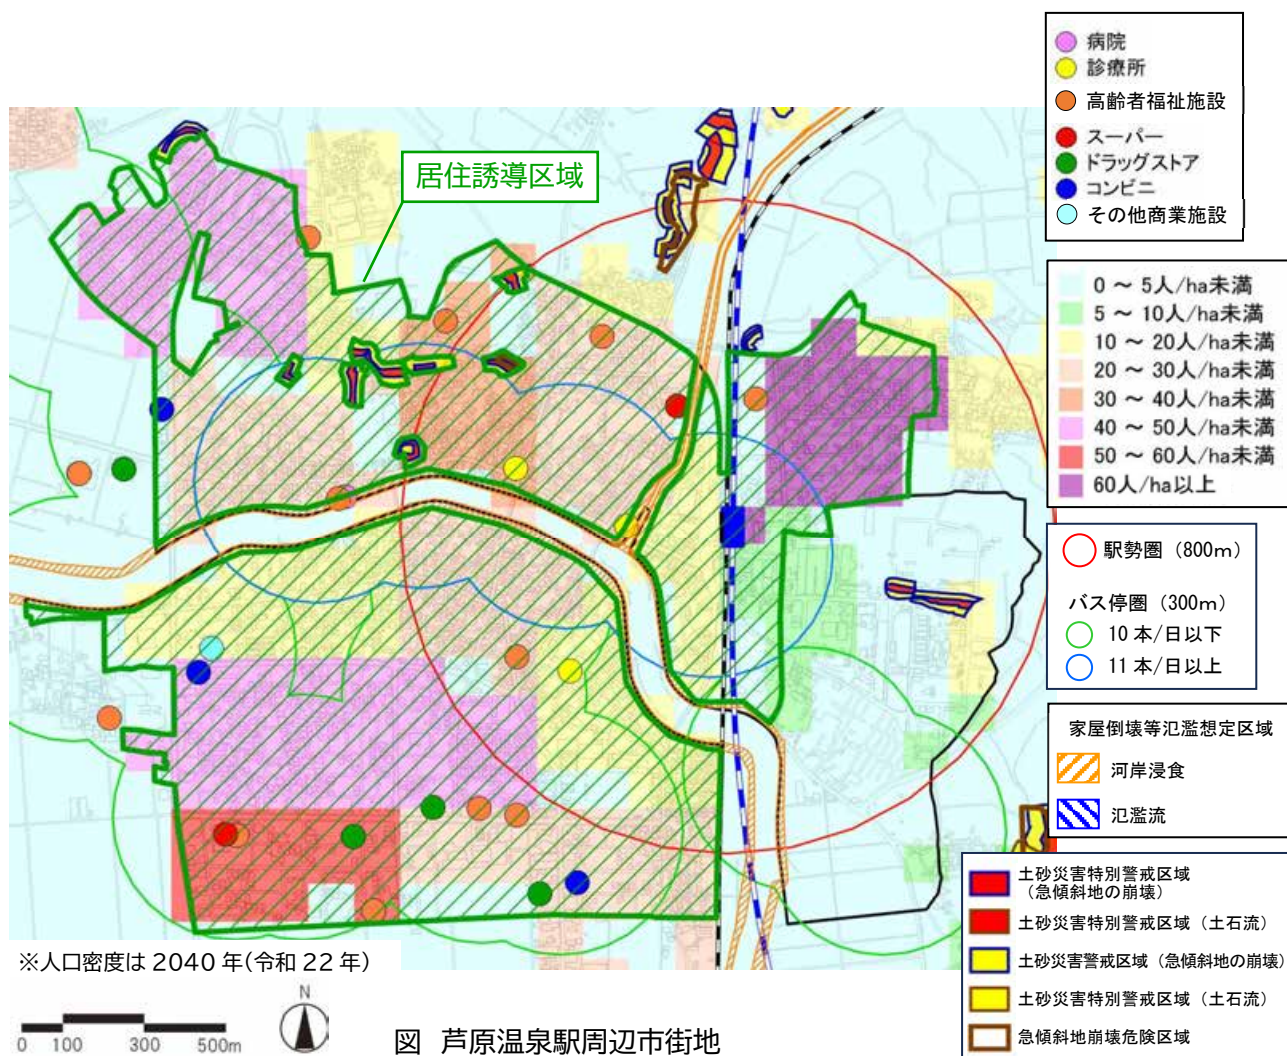 病院
診療所
高齢者福祉施設
スーパー
ドラッグストア
コンビニ
その他商業施設
居住誘導区域
0 ～ 5人/ha未満
5 ～ 10人/ha未満
10 ～ 20人/ha未満
20 ～ 30人/ha未満
30 ～ 40人/ha未満
40 ～ 50人/ha未満
50 ～ 60人/ha未満
60人/ha以上
駅勢圏（800m）
バス停圏（300m）
10本/日以下
11本/日以上
家屋倒壊等氾濫想定区域
河岸浸食
氾濫流
土砂災害特別警戒区域
（急傾斜地の崩壊）
土砂災害特別警戒区域（土石流）
土砂災害警戒区域（急傾斜地の崩壊）
土砂災害特別警戒区域（土石流）
急傾斜地崩壊危険区域
※人口密度は2040年(令和22年)
0 100 300 500m
N
図 芦原温泉駅周辺市街地